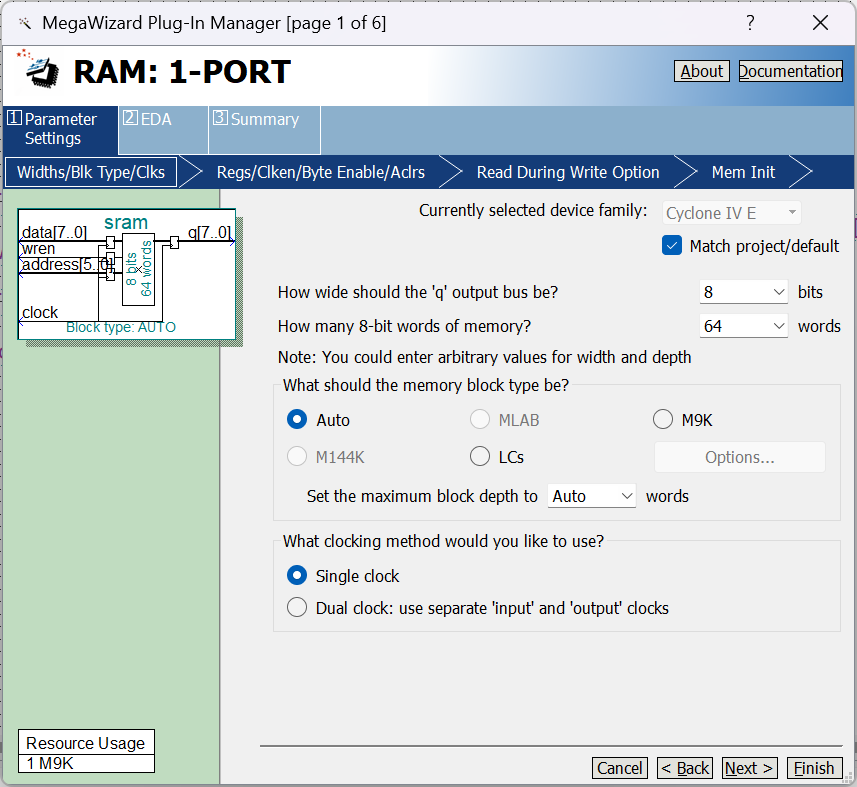 MegaWizard Plug-In Manager [page 1 of 6]
?
RAM: 1-PORT
About
Documentation
1 Parameter Settings
2 EDA
3 Summary
Widths/Blk Type/Clks
Regs/Clken/Byte Enable/Aclrs
Read During Write Option
Mem Init
sram
data[7..0]
q[7..0]
wren
address[5..0]
8 bits
64 words
clock
Block type: AUTO
Currently selected device family:
Cyclone IV E
Match project/default
How wide should the 'q' output bus be?
8
bits
How many 8-bit words of memory?
64
words
Note: You could enter arbitrary values for width and depth
What should the memory block type be?
Auto
MLAB
M9K
M144K
LCs
Options...
Set the maximum block depth to
Auto
words
What clocking method would you like to use?
Single clock
Dual clock: use separate 'input' and 'output' clocks
Resource Usage
1 M9K
Cancel
< Back
Next >
Finish